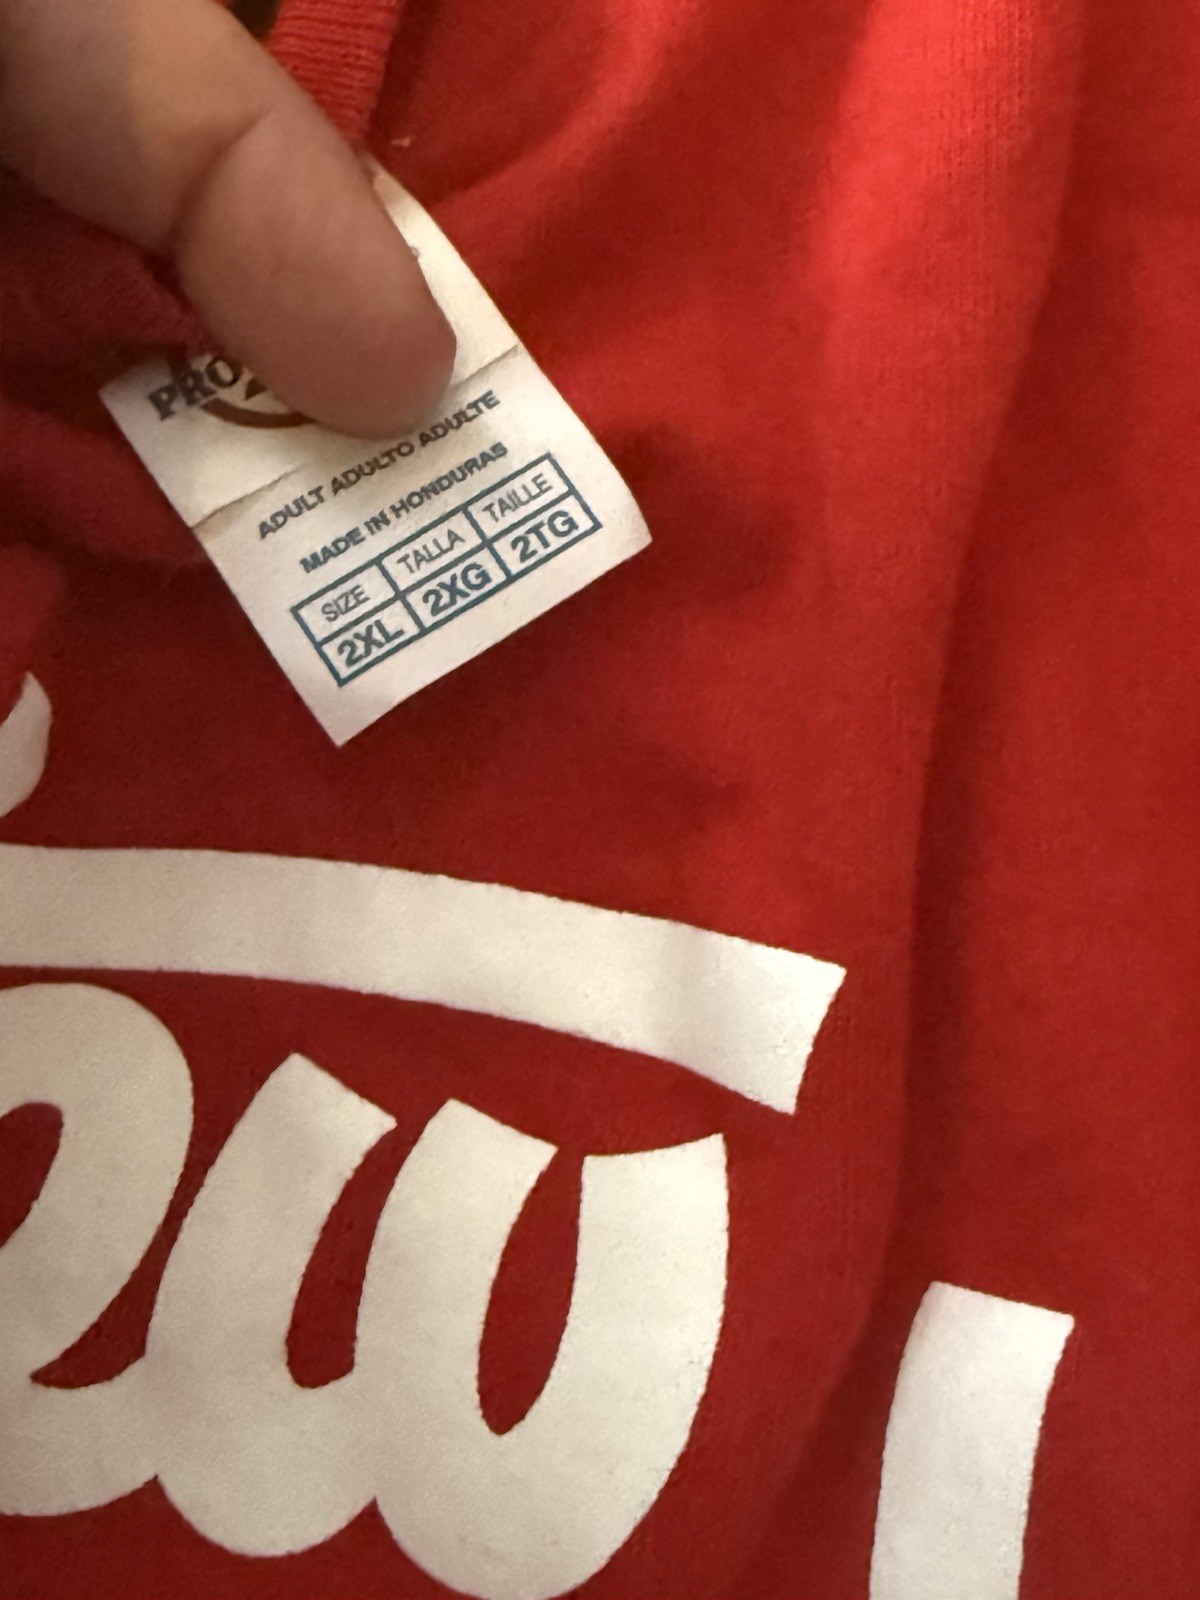 PRO
ADULT ADULTO ADULTE
MADE IN HONDURAS
SIZE TALLA TAILLE
2XL 2XG 2TG